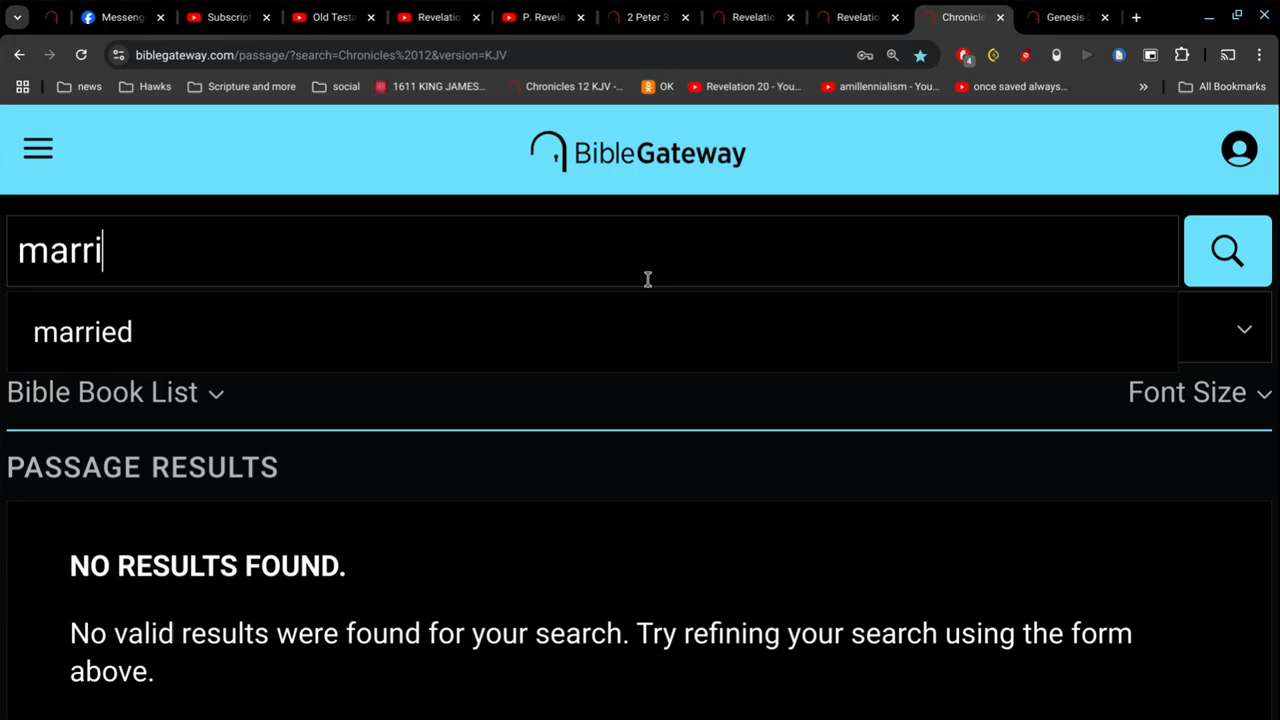 Messeng
Subscript
Old Testa
Revelatio
P. Revela
2 Peter 3
Revelatio
Revelatio
Chronicle
Genesis
biblegateway.com/passage/?search=Chronicles%2012&version=KJV
4
news
Hawks
Scripture and more
social
1611 KING JAMES...
Chronicles 12 KJV -...
OK
Revelation 20 - You...
amillennialism - You...
once saved always...
»
All Bookmarks
BibleGateway
marri
married
Bible Book List
Font Size
PASSAGE RESULTS
NO RESULTS FOUND.
No valid results were found for your search. Try refining your search using the form
above.